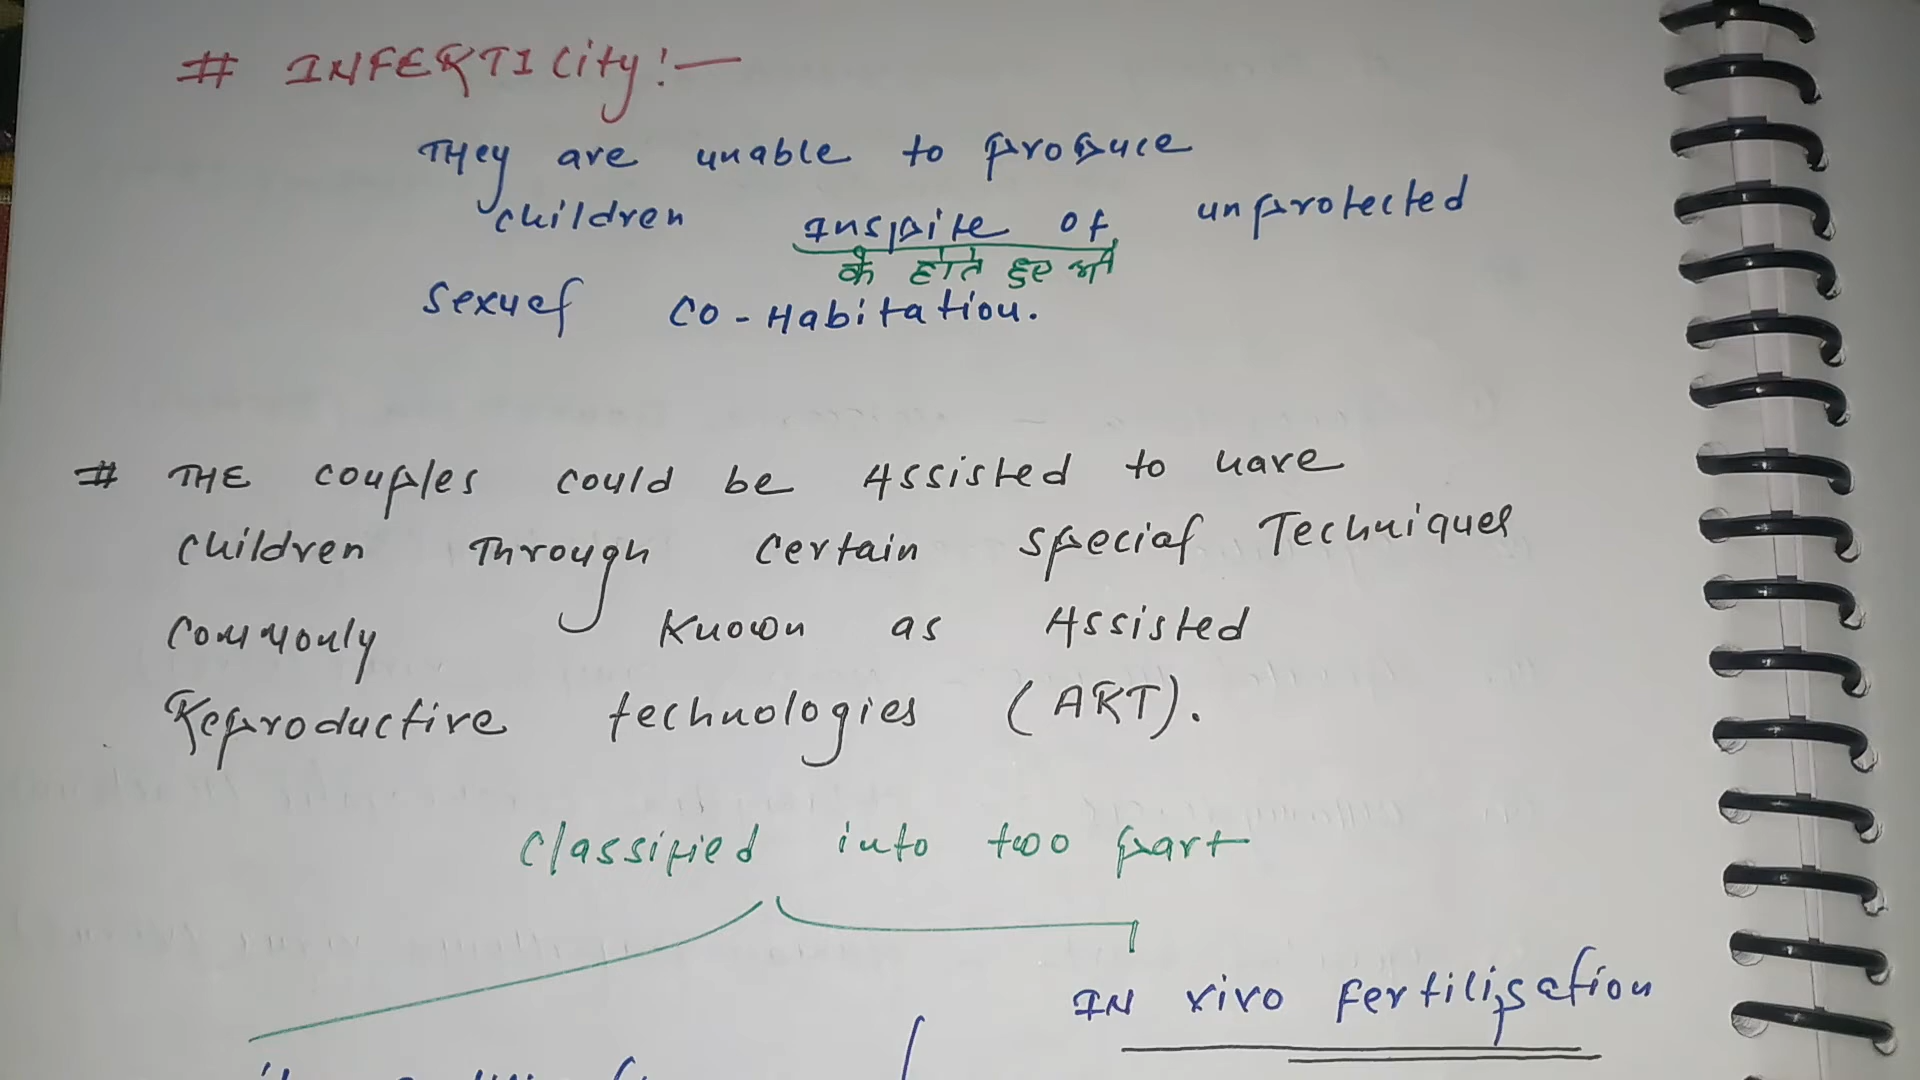 # INFERTILity:-
They are unable to produce
children inspite of unprotected
के होते हुए भी
sexual co-Habitation.
# THE couples could be Assisted to have
children Through certain special Techniques
commonly known as Assisted
Reproductive technologies (ART).
classified into two part
IN vivo fertilisation